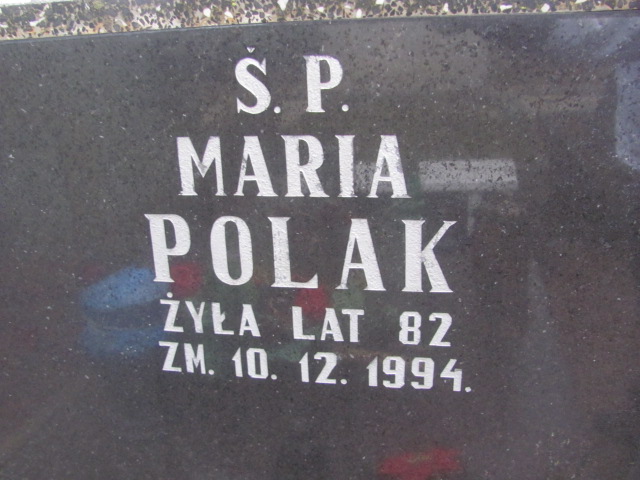 Ś. P.
MARIA
POLAK
ŻYŁA LAT 82
ZM. 10. 12. 1994.